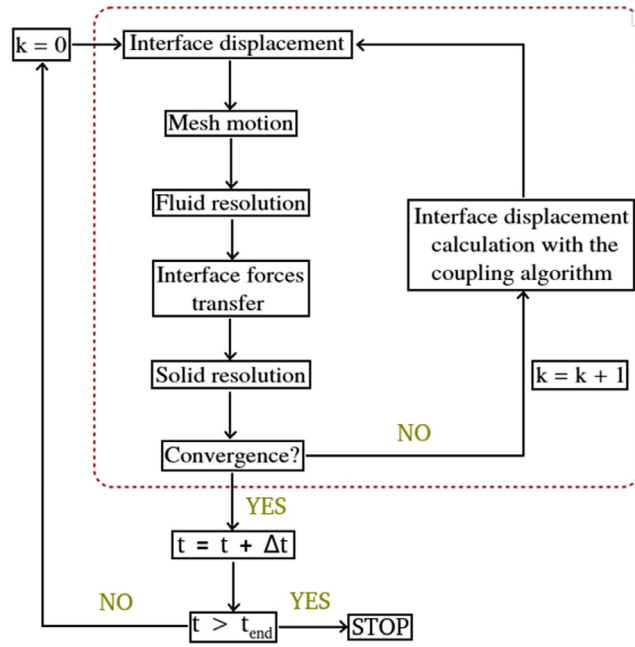 k = 0
Interface displacement
Mesh motion
Fluid resolution
Interface displacement
calculation with the
coupling algorithm
Interface forces
transfer
Solid resolution
k = k + 1
NO
Convergence?
YES
t = t + Δt
NO
YES
t > tend
STOP